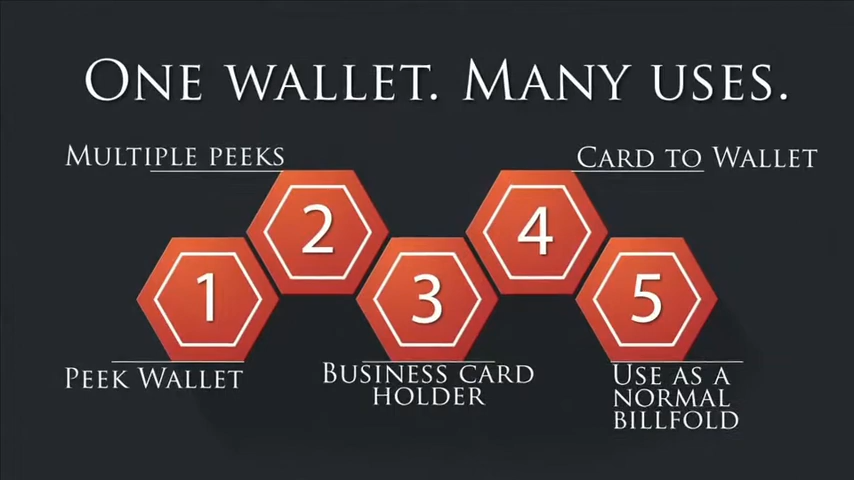 One wallet. Many uses.
Multiple peeks
Card to Wallet
2
4
1
3
5
Peek Wallet
Business card
holder
Use as a
normal
billfold